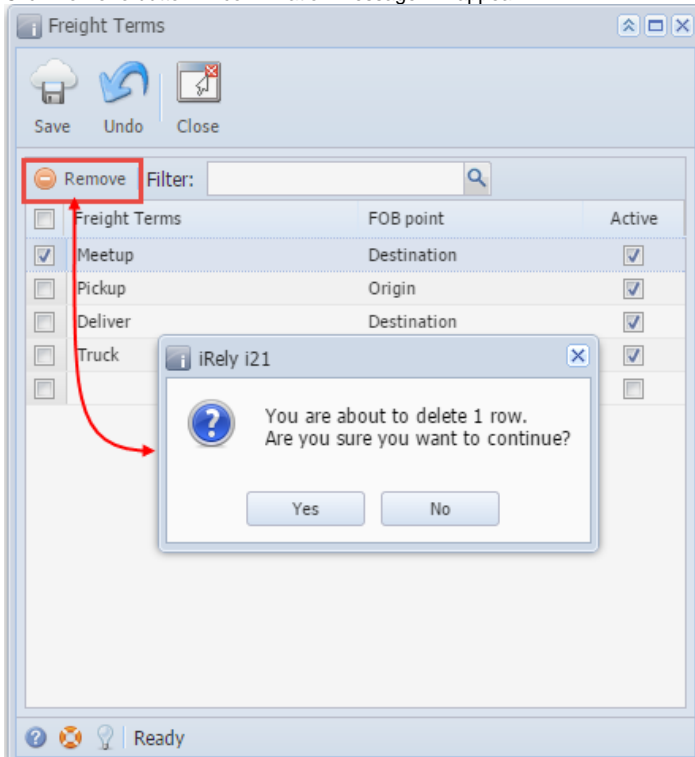 Freight Terms
Save Undo Close
Remove Filter:
Freight Terms FOB point Active
Meetup Destination
Pickup Origin
Deliver Destination
Truck
iRely i21
You are about to delete 1 row.
Are you sure you want to continue?
Yes No
Ready